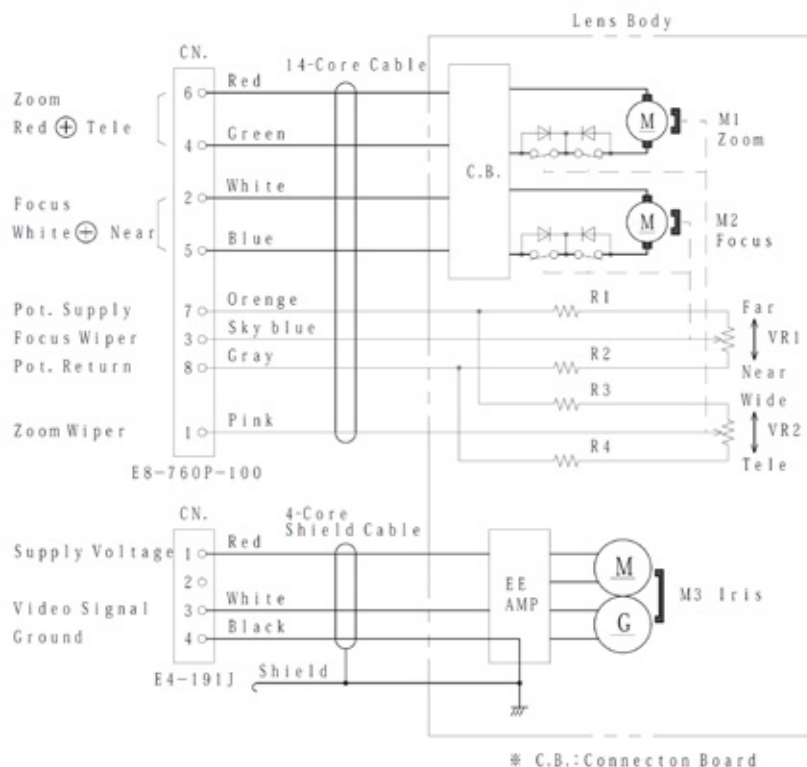 Lens Body
CN.
14-Core Cable
Zoom
Red ⊕ Tele
6 Red
4 Green
Focus
White ⊕ Near
2 White
5 Blue
C.B.
M
M1
Zoom
M
M2
Focus
Pot. Supply 7 Orenge R1 Far
Focus Wiper 3 Sky blue VR1
Pot. Return 8 Gray R2 Near
R3 Wide
Zoom Wiper 1 Pink VR2
R4 Tele
E8-760P-100
CN.
4-Core
Shield Cable
Supply Voltage 1 Red
2
Video Signal 3 White
Ground 4 Black
EE
AMP
M
G
M3 Iris
E4-191J
Shield
※ C.B.:Connecton Board